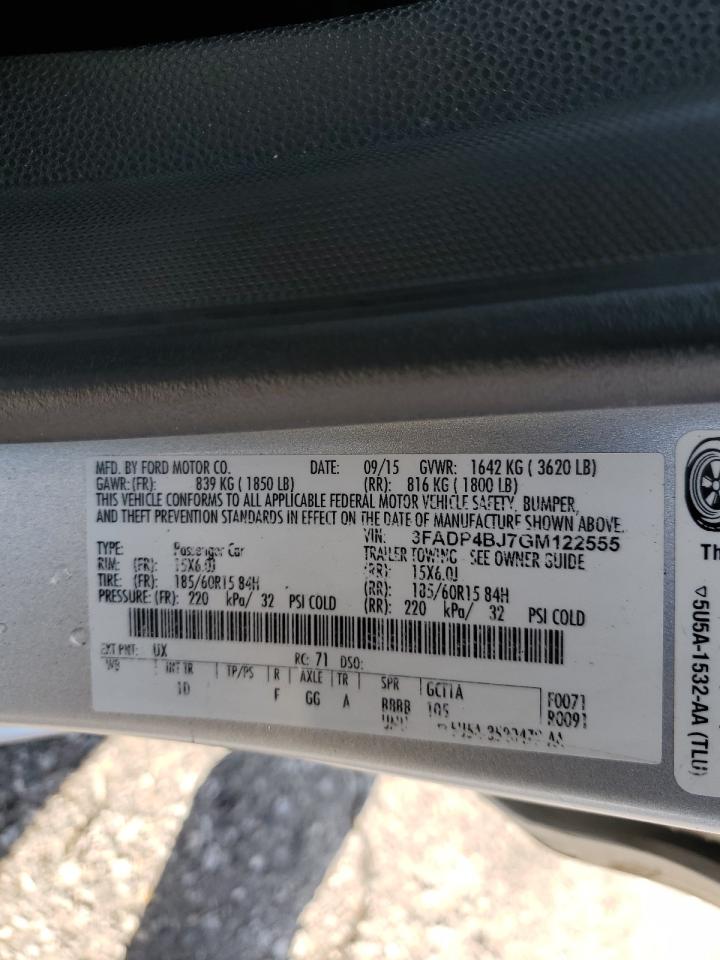 MFD. BY FORD MOTOR CO. DATE: 09/15 GVWR: 1642 KG ( 3620 LB)
GAWR:(FR): 839 KG ( 1850 LB) (RR): 816 KG ( 1800 LB)
THIS VEHICLE CONFORMS TO ALL APPLICABLE FEDERAL MOTOR VEHICLE SAFETY, BUMPER,
AND THEFT PREVENTION STANDARDS IN EFFECT ON THE DATE OF MANUFACTURE SHOWN ABOVE.
VIN: 3FADP4BJ7GM122555
TYPE: Passenger Car TRAILER TOWING - SEE OWNER GUIDE
RIM: (FR): 15X6.0J (RR): 15X6.0J
TIRE: (FR): 185/60R15 84H (RR): 185/60R15 84H
PRESSURE: (FR): 220 kPa/ 32 PSI COLD (RR): 220 kPa/ 32 PSI COLD
EXT PNT: UX RC: 71 DSO:
WB INT TR TP/PS R AXLE TR SPR GCT1A F0071
1D F GG A BBBB 105 R0091
Th
▽5U5A-1532-AA (TLU)